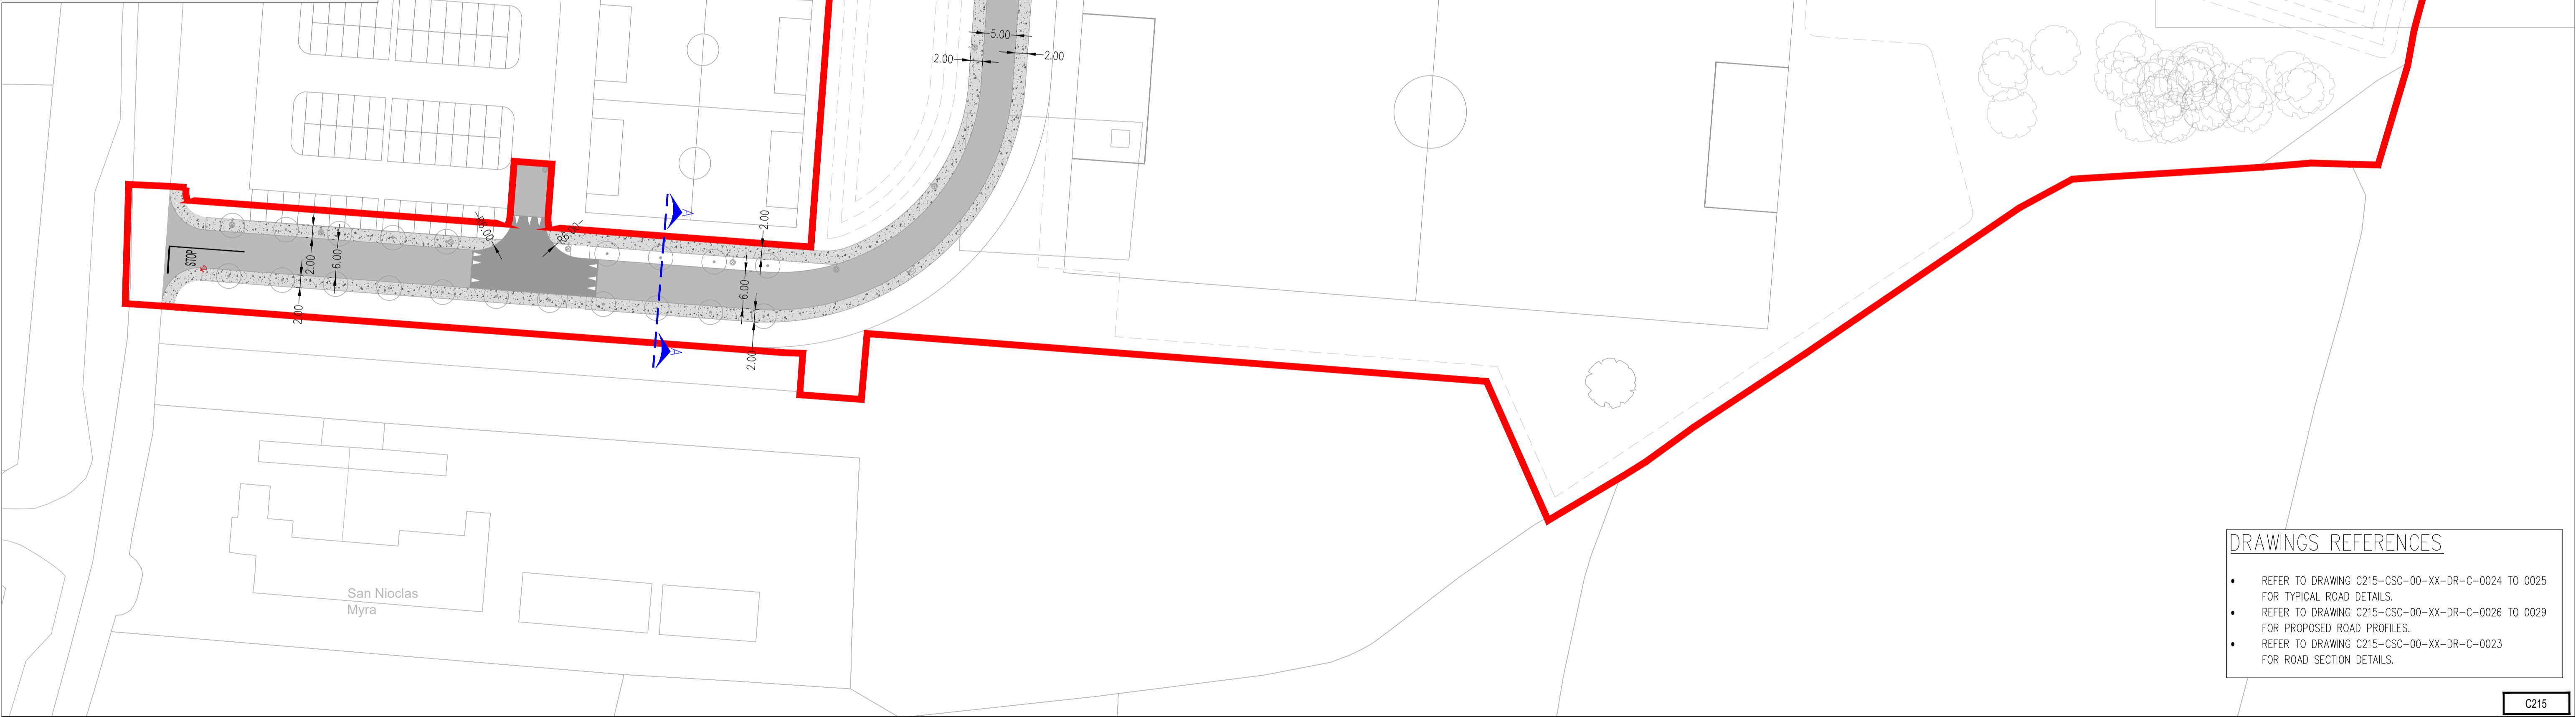 5.00
2.00
2.00
R6.00
R6.00
A
2.00
STOP
2.00
6.00
6.00
2.00
2.00
A
San Nioclas
Myra
DRAWINGS REFERENCES
• REFER TO DRAWING C215-CSC-00-XX-DR-C-0024 TO 0025
FOR TYPICAL ROAD DETAILS.
• REFER TO DRAWING C215-CSC-00-XX-DR-C-0026 TO 0029
FOR PROPOSED ROAD PROFILES.
• REFER TO DRAWING C215-CSC-00-XX-DR-C-0023
FOR ROAD SECTION DETAILS.
C215